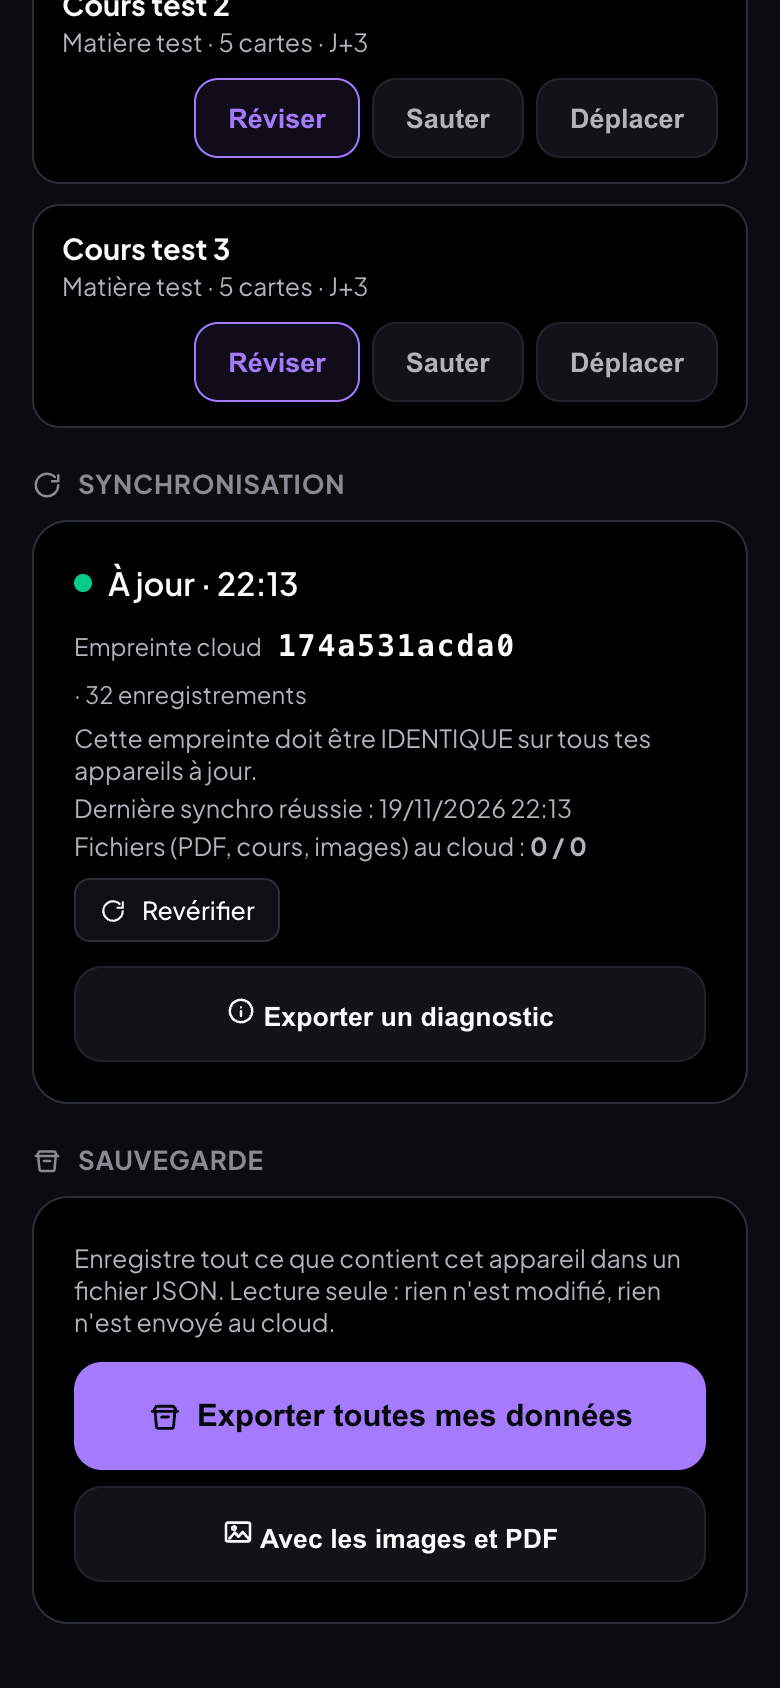 Cours test 2
Matière test · 5 cartes · J+3
Réviser
Sauter
Déplacer
Cours test 3
Matière test · 5 cartes · J+3
Réviser
Sauter
Déplacer
SYNCHRONISATION
À jour · 22:13
Empreinte cloud 174a531acda0
· 32 enregistrements
Cette empreinte doit être IDENTIQUE sur tous tes
appareils à jour.
Dernière synchro réussie : 19/11/2026 22:13
Fichiers (PDF, cours, images) au cloud : 0 / 0
Revérifier
Exporter un diagnostic
SAUVEGARDE
Enregistre tout ce que contient cet appareil dans un
fichier JSON. Lecture seule : rien n'est modifié, rien
n'est envoyé au cloud.
Exporter toutes mes données
Avec les images et PDF